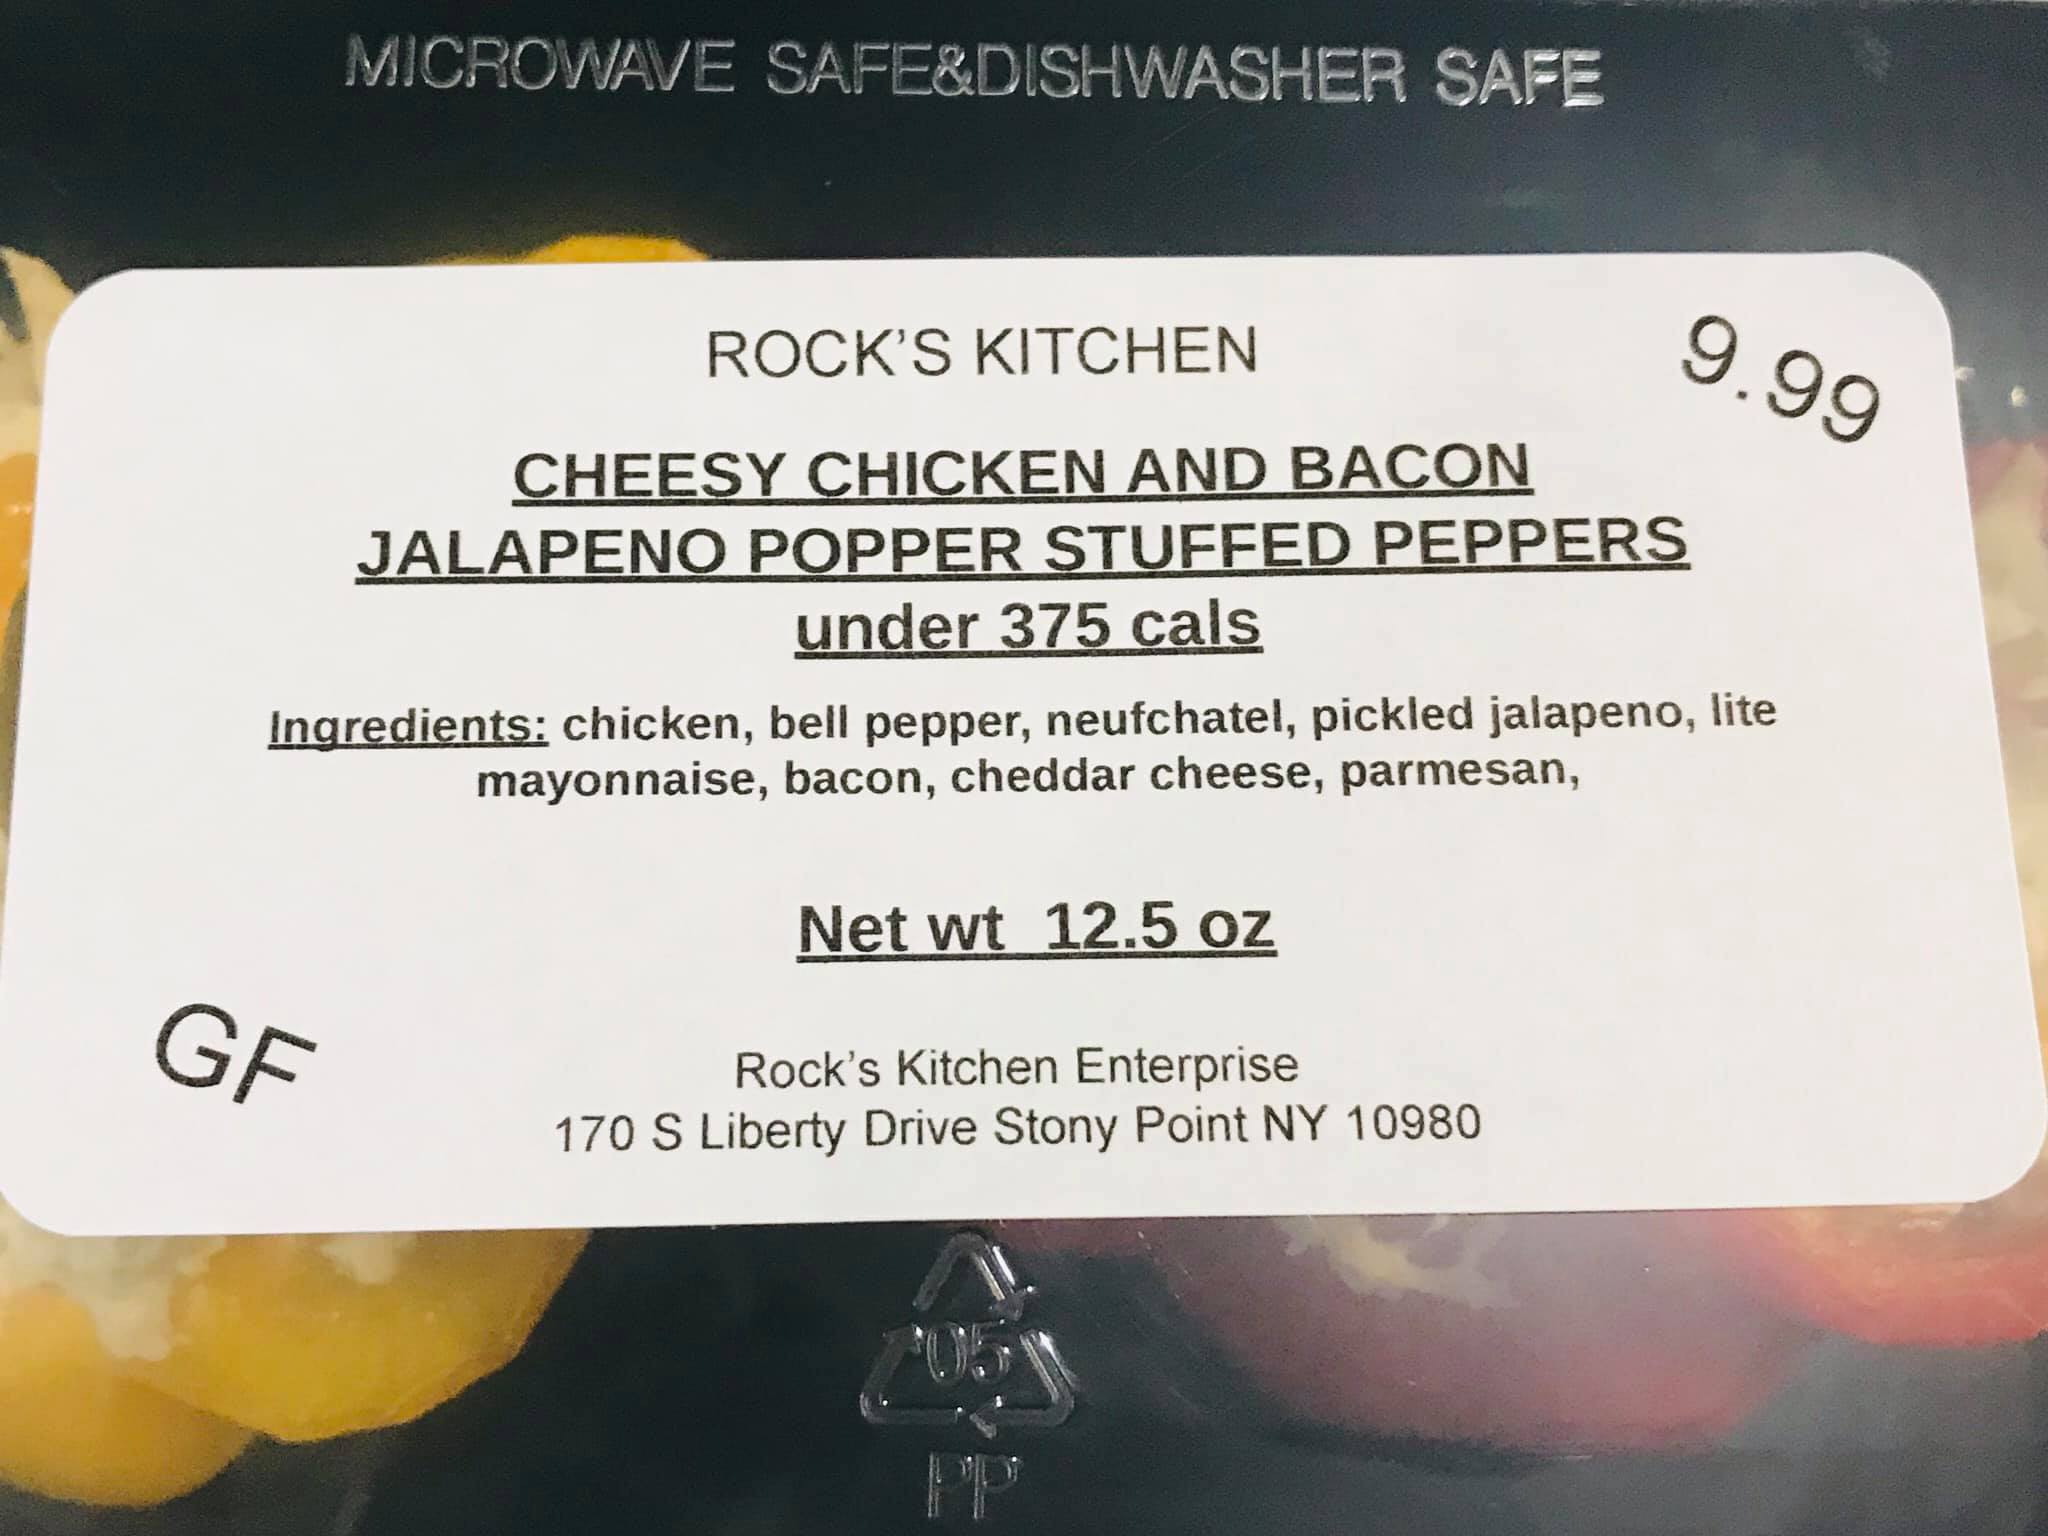 MICROWAVE SAFE&DISHWASHER SAFE
ROCK'S KITCHEN
9.99
CHEESY CHICKEN AND BACON
JALAPENO POPPER STUFFED PEPPERS
under 375 cals
Ingredients: chicken, bell pepper, neufchatel, pickled jalapeno, lite
mayonnaise, bacon, cheddar cheese, parmesan,
Net wt 12.5 oz
GF
Rock's Kitchen Enterprise
170 S Liberty Drive Stony Point NY 10980
05
PP